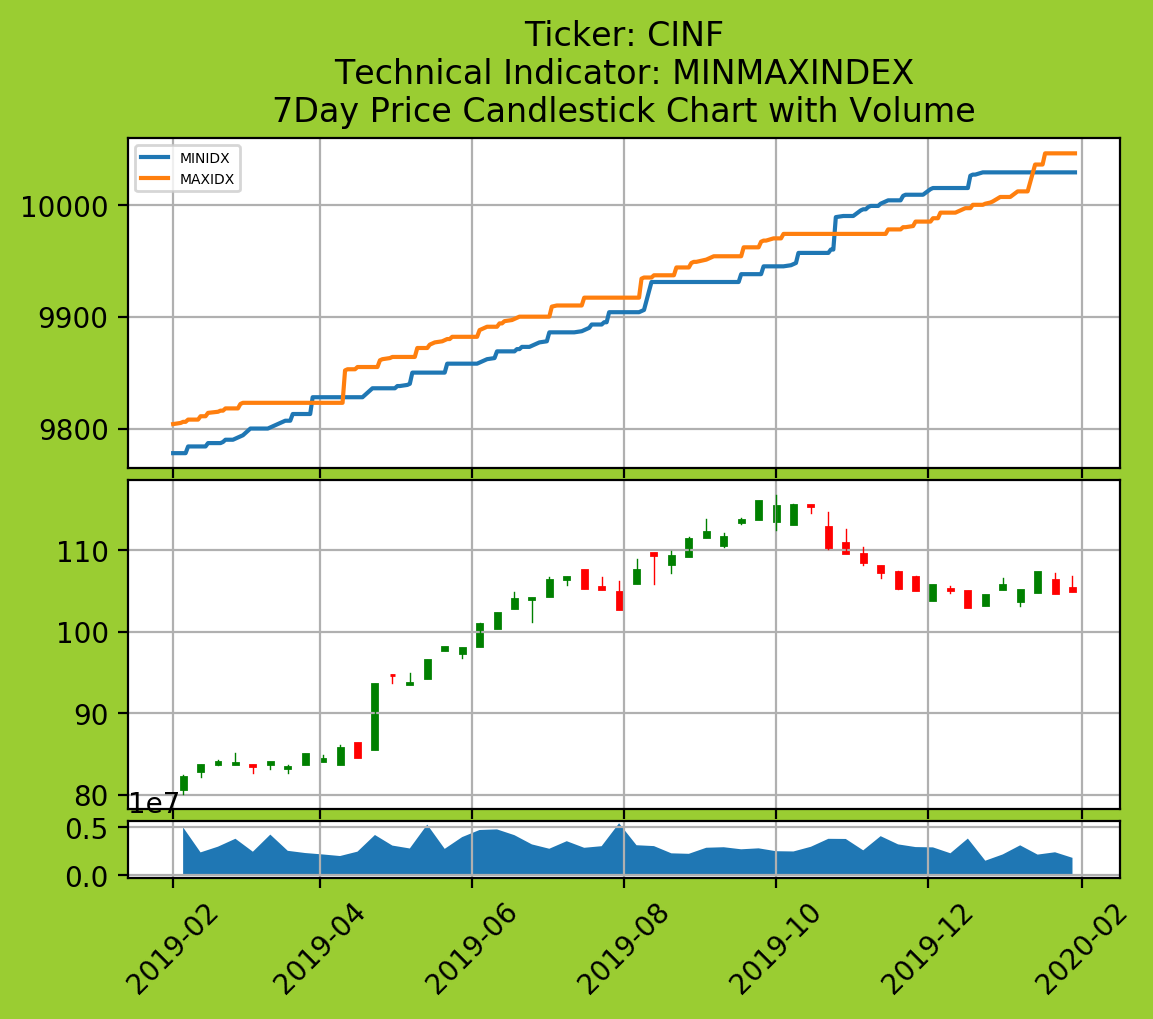 Ticker: CINF
Technical Indicator: MINMAXINDEX
7Day Price Candlestick Chart with Volume
MINIDX
MAXIDX
10000
9900
9800
110
100
90
80
1e7
0.5
0.0
2019-02
2019-04
2019-06
2019-08
2019-10
2019-12
2020-02